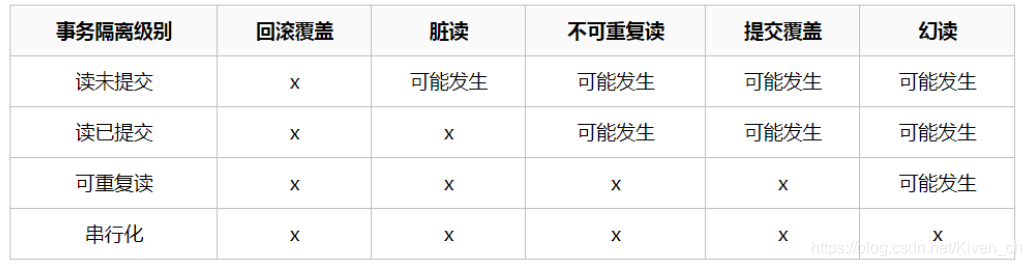 事务隔离级别 回滚覆盖 脏读 不可重复读 提交覆盖 幻读
读未提交 x 可能发生 可能发生 可能发生 可能发生
读已提交 x x 可能发生 可能发生 可能发生
可重复读 x x x x 可能发生
串行化 x x x x x
https://blog.csdn.net/Kiven_ch